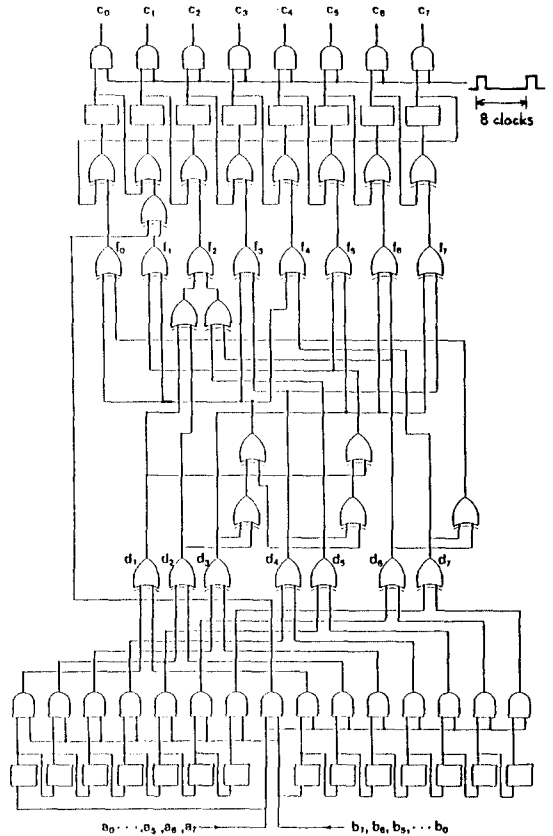 c0 c1 c2 c3 c4 c5 c6 c7
8 clocks
f0 f1 f2 f3 f4 f5 f6 f7
d1 d2 d3 d4 d5 d6 d7
a0 ···,a5 ,a6 ,a7
b7, b6, b5,··· b0